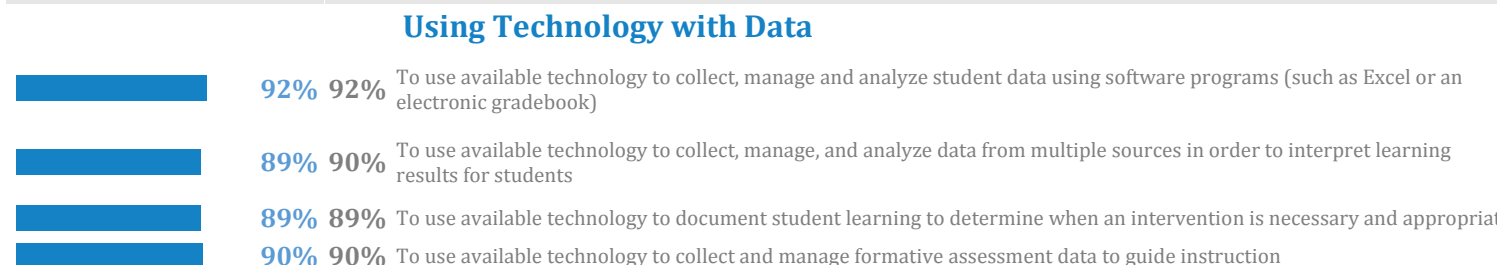 Using Technology with Data
92% 92% To use available technology to collect, manage and analyze student data using software programs (such as Excel or an
electronic gradebook)
89% 90% To use available technology to collect, manage, and analyze data from multiple sources in order to interpret learning
results for students
89% 89% To use available technology to document student learning to determine when an intervention is necessary and appropriat
90% 90% To use available technology to collect and manage formative assessment data to guide instruction